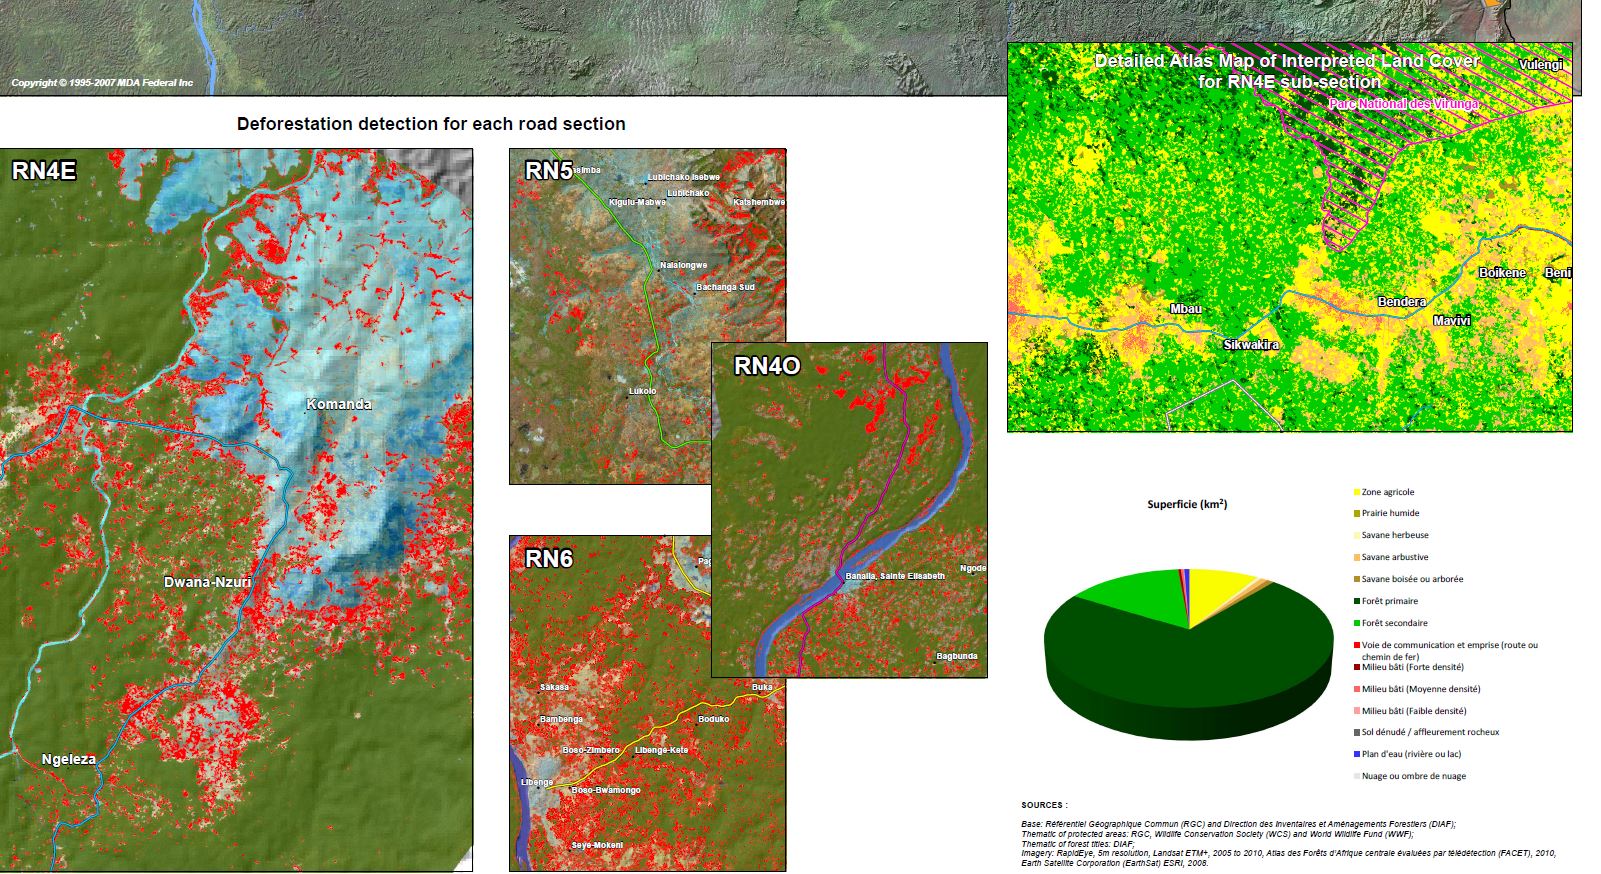 Copyright © 1995-2007 MDA Federal Inc
Detailed Atlas Map of Interpreted Land Cover
for RN4E sub-section
Vulengi
Parc National des Virunga
Mbau
Sikwakira
Bendera
Mavivi
Boikene
Beni
Deforestation detection for each road section
RN4E
Komanda
Dwana-Nzuri
Ngeleza
RN5
Lubichako Isebwe
Lubichako
Kigulu-Mabwe
Katshembwe
Nalalongwe
Bachanga Sud
Lukolo
RN4O
Banalia, Sainte Elisabeth
Ngode
Bagbunda
RN6
Pag
Sakasa
Buka
Bambenga
Boduko
Boso-Zimbero
Libenge-Kete
Libenge
Boso-Bwamongo
Seye-Mokeni
Superficie (km²)
Zone agricole
Prairie humide
Savane herbeuse
Savane arbustive
Savane boisée ou arborée
Forêt primaire
Forêt secondaire
Voie de communication et emprise (route ou
chemin de fer)
Milieu bâti (Forte densité)
Milieu bâti (Moyenne densité)
Milieu bâti (Faible densité)
Sol dénudé / affleurement rocheux
Plan d'eau (rivière ou lac)
Nuage ou ombre de nuage
SOURCES :
Base: Référentiel Géographique Commun (RGC) and Direction des Inventaires et Aménagements Forestiers (DIAF);
Thematic of protected areas: RGC, Wildlife Conservation Society (WCS) and World Wildlife Fund (WWF);
Thematic of forest titles: DIAF;
Imagery: RapidEye, 5m resolution, Landsat ETM+, 2005 to 2010, Atlas des Forêts d'Afrique centrale évaluées par télédétection (FACET), 2010,
Earth Satellite Corporation (EarthSat) ESRI, 2008.